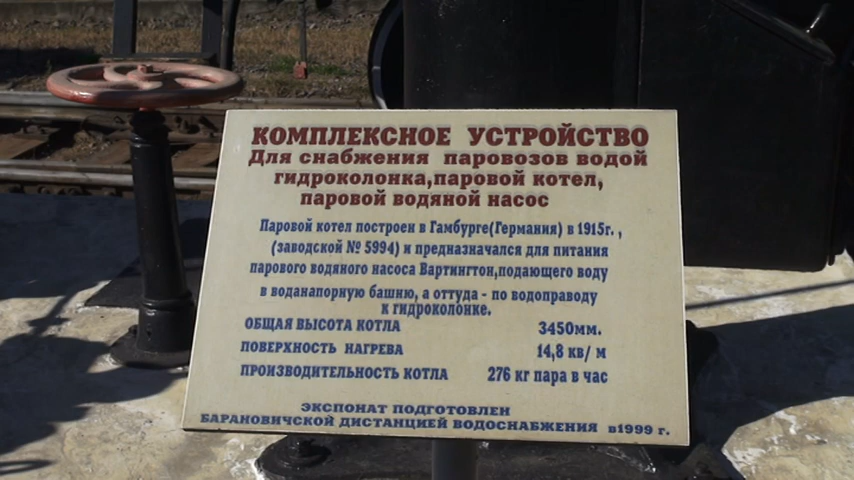 КОМПЛЕКСНОЕ УСТРОЙСТВО
Для снабжения паровозов водой
гидроколонка,паровой котел,
паровой водяной насос
Паровой котел построен в Гамбурге(Германия) в 1915г. ,
(заводской № 5994) и предназначался для питания
парового водяного насоса Вартингтон,подающего воду
в водaнапорную башню, а оттуда - по водоправоду
к гидроколонке.
ОБЩАЯ ВЫСОТА КОТЛА 3450мм.
ПОВЕРХНОСТЬ НАГРЕВА 14,8 кв/ м
ПРОИЗВОДИТЕЛЬНОСТЬ КОТЛА 276 кг пара в час
ЭКСПОНАТ ПОДГОТОВЛЕН
БАРАНОВИЧСКОЙ ДИСТАНЦИЕЙ ВОДОСНАБЖЕНИЯ в1999 г.